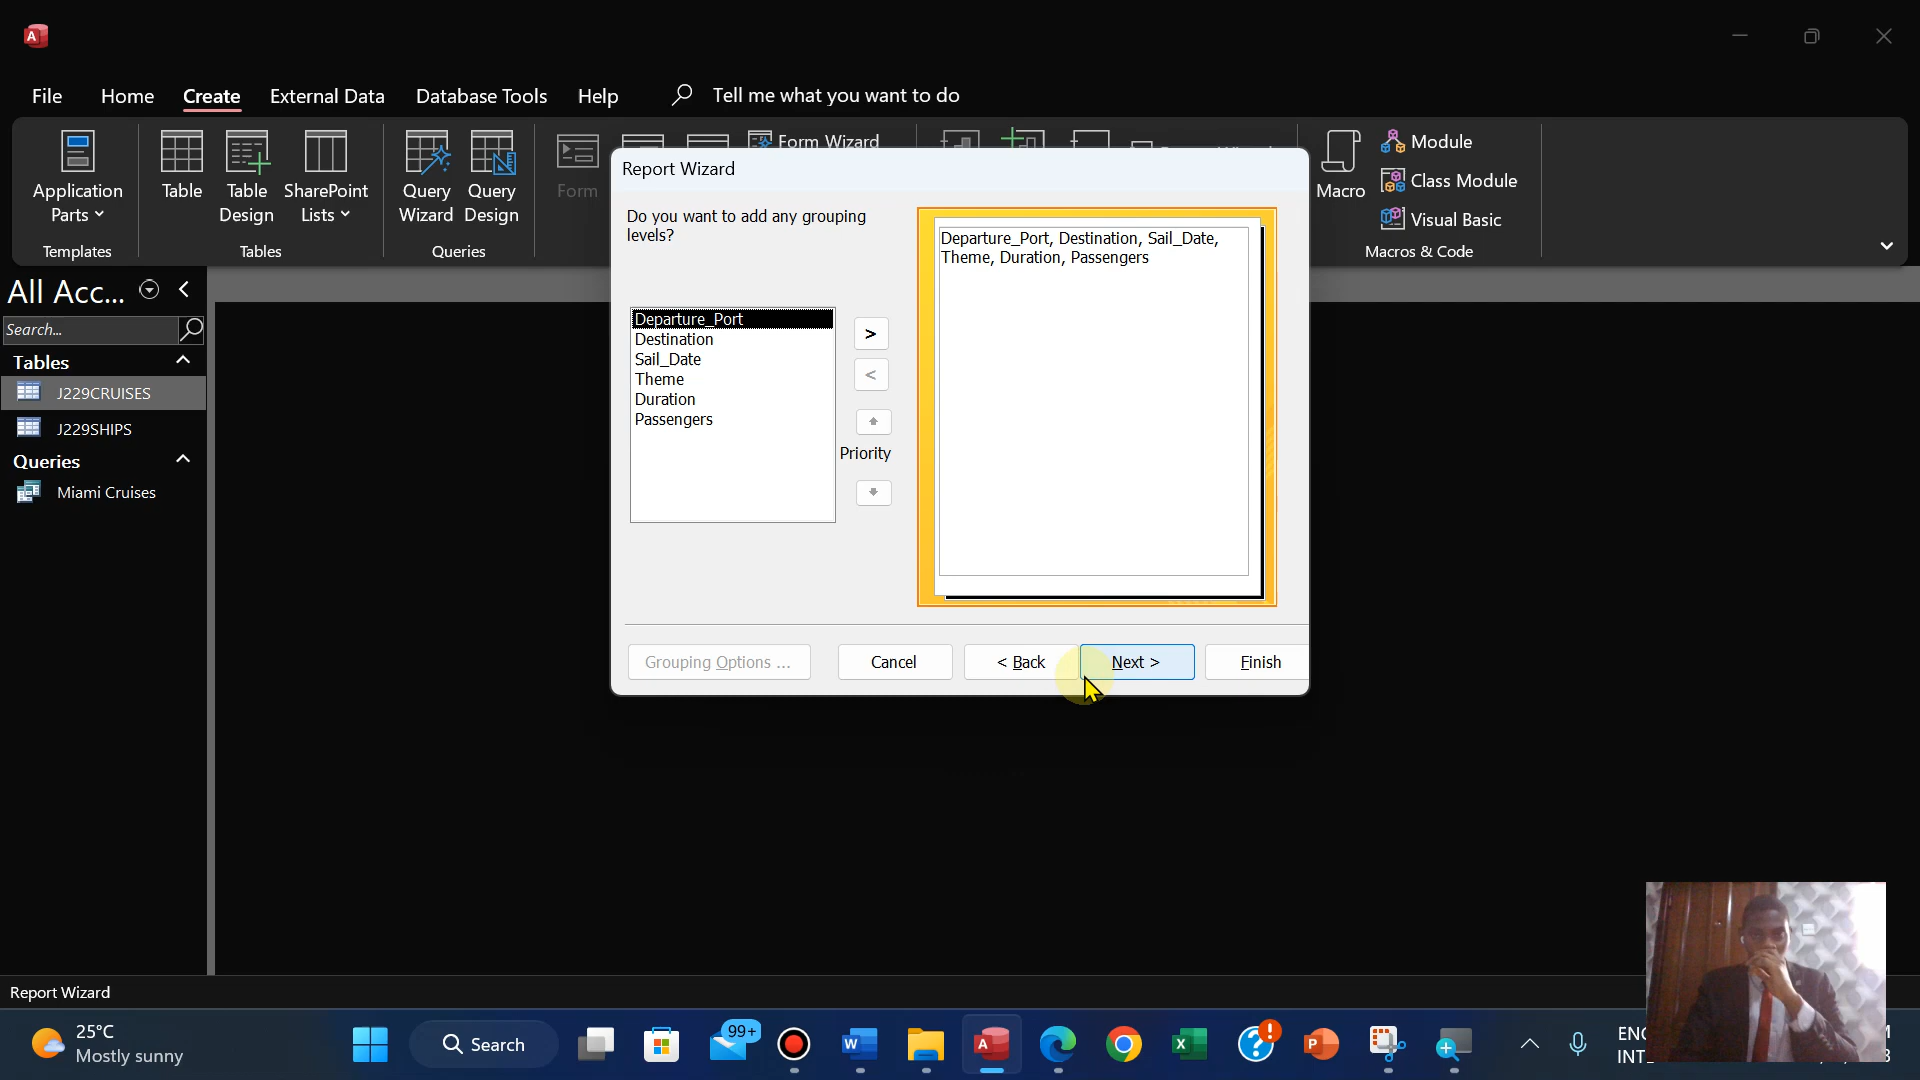 A
File
Home
Create
External Data
Database Tools
Help
Tell me what you want to do
Application
Parts
Templates
Table
Table
Design
SharePoint
Lists
Tables
Query
Wizard
Query
Design
Queries
Form
Form Wizard
Macro
Module
Class Module
Visual Basic
Macros & Code
All Acc...
Search...
Tables
J229CRUISES
J229SHIPS
Queries
Miami Cruises
Report Wizard
Do you want to add any grouping
levels?
Departure_Port
Destination
Sail_Date
Theme
Duration
Passengers
>
<
Priority
Departure_Port, Destination, Sail_Date,
Theme, Duration, Passengers
Grouping Options ...
Cancel
< Back
Next >
Finish
Report Wizard
25°C
Mostly sunny
Search
99+
W
A
X
P
ENG
INT